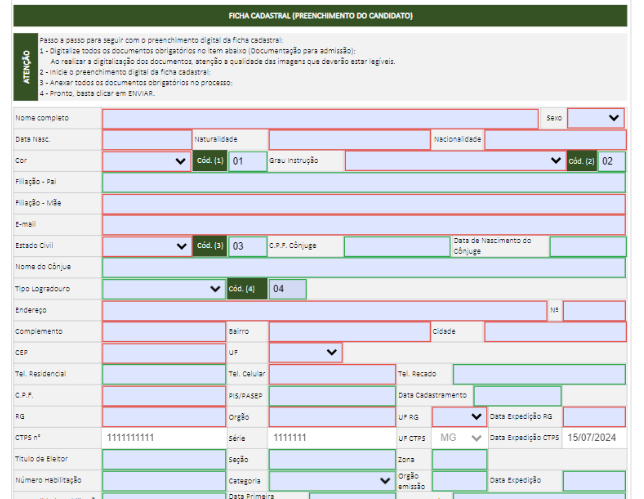 FICHA CADASTRAL (PREENCHIMENTO DO CANDIDATO)
ATENÇÃO
Passo a passo para seguir com o preenchimento digital da ficha cadastral:
1 - Digitalize todos os documentos obrigatórios no item abaixo (Documentação para admissão);
Ao realizar a digitalização dos documentos, atenção a qualidade das imagens que deverão estar legíveis.
2 - Inicie o preenchimento digital da ficha cadastral;
3 - Anexar todos os documentos obrigatórios no processo;
4 - Pronto, basta clicar em ENVIAR.
Nome completo Sexo
Data Nasc. Naturalidade Nacionalidade
Cor Cód. (1) 01 Grau Instrução Cód. (2) 02
Filiação - Pai
Filiação - Mãe
E-mail
Estado Civil Cód. (3) 03 C.P.F. Cônjuge Data de Nascimento do Cônjuge
Nome do Cônjue
Tipo Logradouro Cód. (4) 04
Endereço Nº
Complemento Bairro Cidade
CEP UF
Tel. Residencial Tel. Celular Tel. Recado
C.P.F. PIS/PASEP Data Cadastramento
RG Orgão UF RG Data Expedição RG
CTPS nº 1111111111 Série 1111111 UF CTPS MG Data Expedição CTPS 15/07/2024
Titulo de Eleitor Seção Zona
Número Habilitação Categoria Orgão emissão Data Expedição
Data Primeira